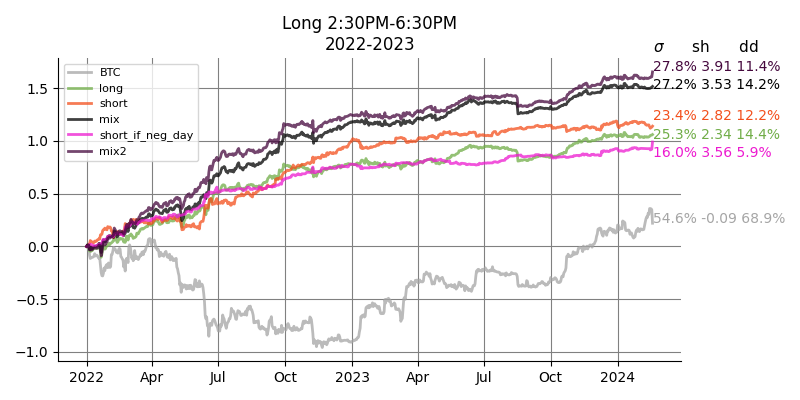 Long 2:30PM-6:30PM
2022-2023
σ sh dd
27.8% 3.91 11.4%
27.2% 3.53 14.2%
23.4% 2.82 12.2%
25.3% 2.34 14.4%
16.0% 3.56 5.9%
54.6% -0.09 68.9%
BTC
long
short
mix
short_if_neg_day
mix2
1.5
1.0
0.5
0.0
−0.5
−1.0
2022 Apr Jul Oct 2023 Apr Jul Oct 2024